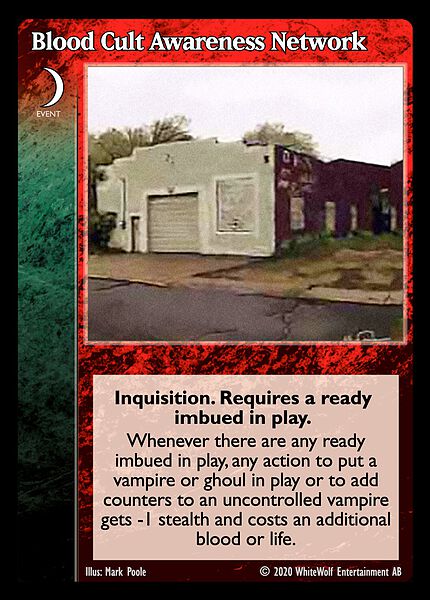 Blood Cult Awareness Network
EVENT
Inquisition. Requires a ready
imbued in play.
Whenever there are any ready
imbued in play, any action to put a
vampire or ghoul in play or to add
counters to an uncontrolled vampire
gets -1 stealth and costs an additional
blood or life.
Illus: Mark Poole
© 2020 WhiteWolf Entertainment AB